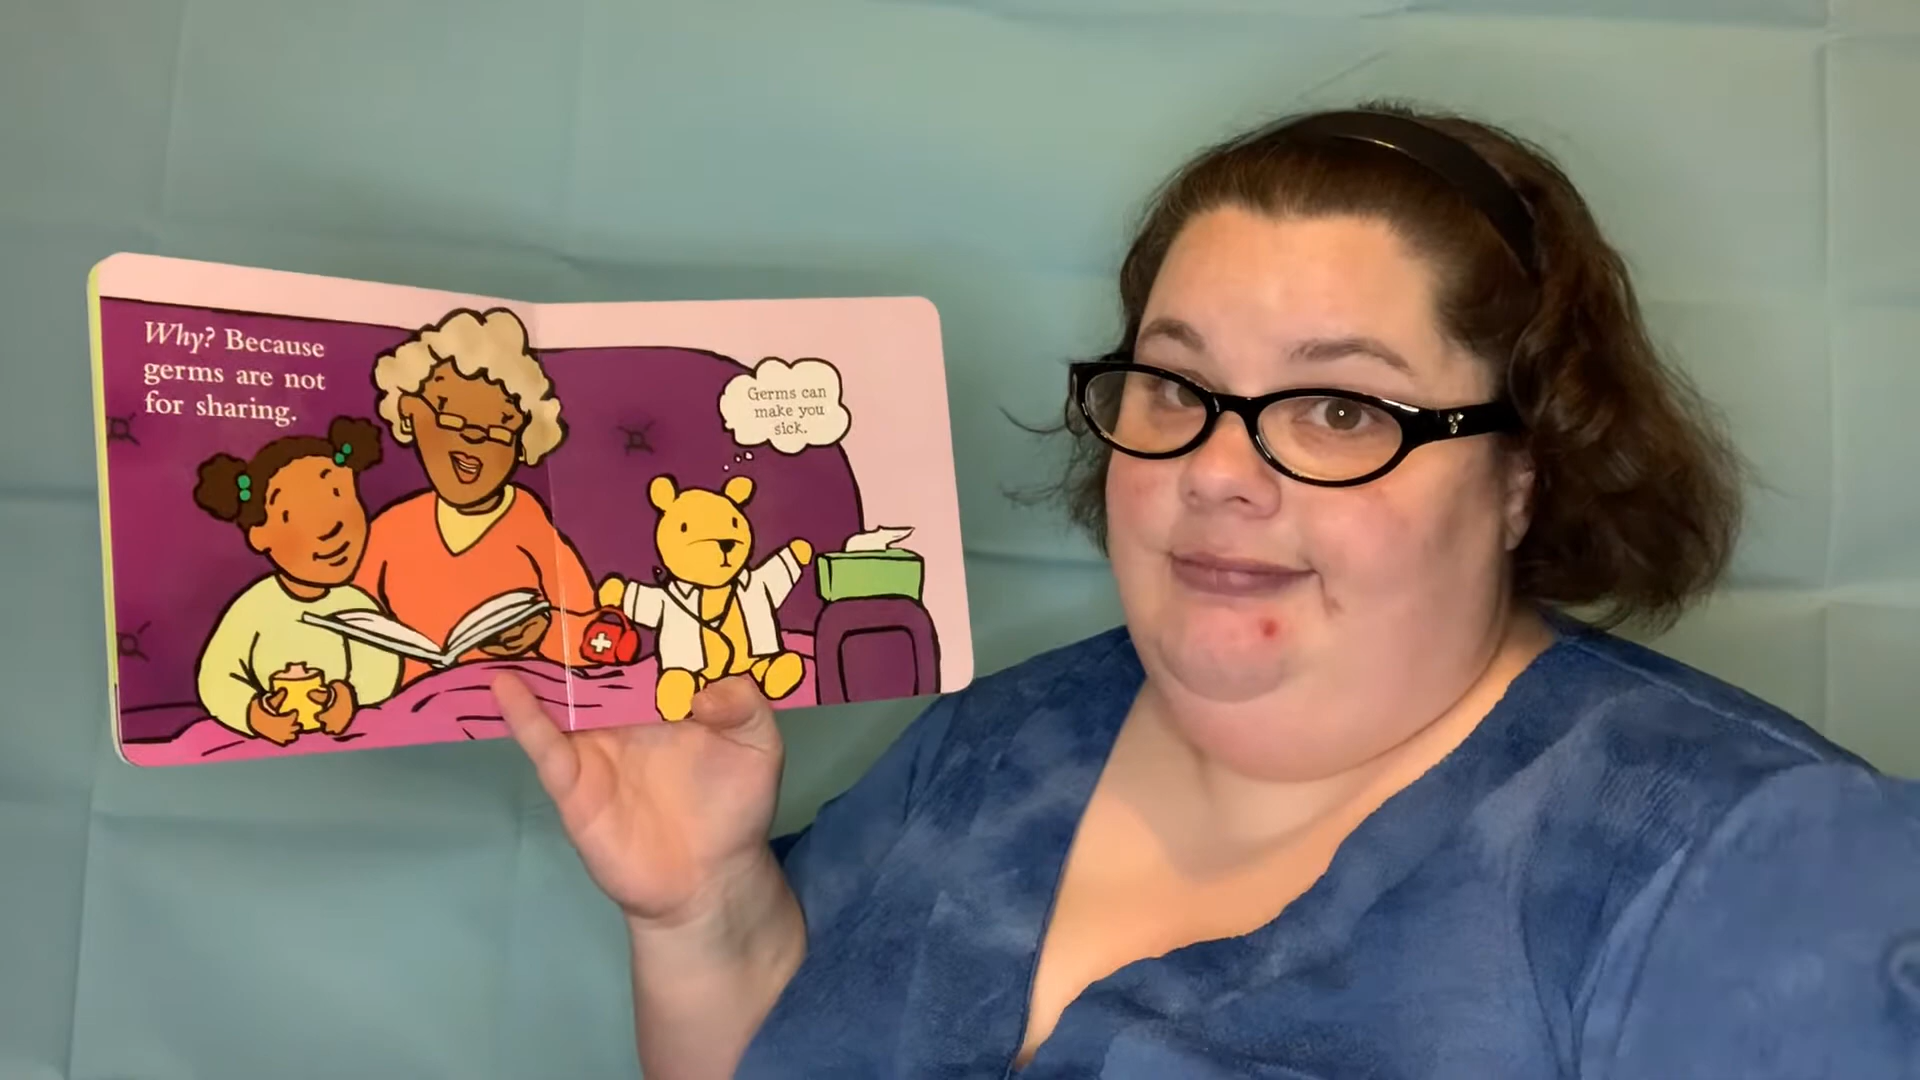 Why? Because
germs are not
for sharing.
Germs can
make you
sick.